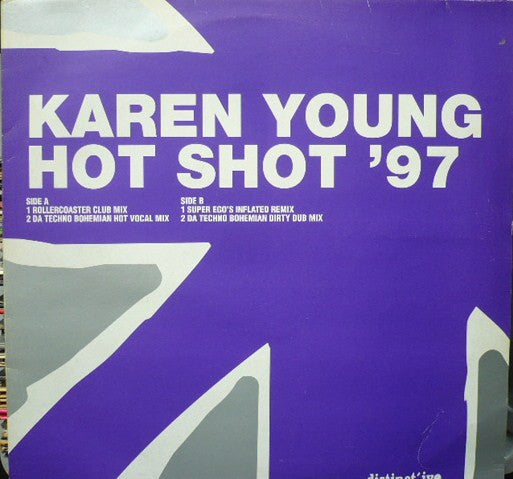 KAREN YOUNG
HOT SHOT ’97
SIDE A
1 ROLLERCOASTER CLUB MIX
2 DA TECHNO BOHEMIAN HOT VOCAL MIX
SIDE B
1 SUPER EGO'S INFLATED REMIX
2 DA TECHNO BOHEMIAN DIRTY DUB MIX
distinct'ive